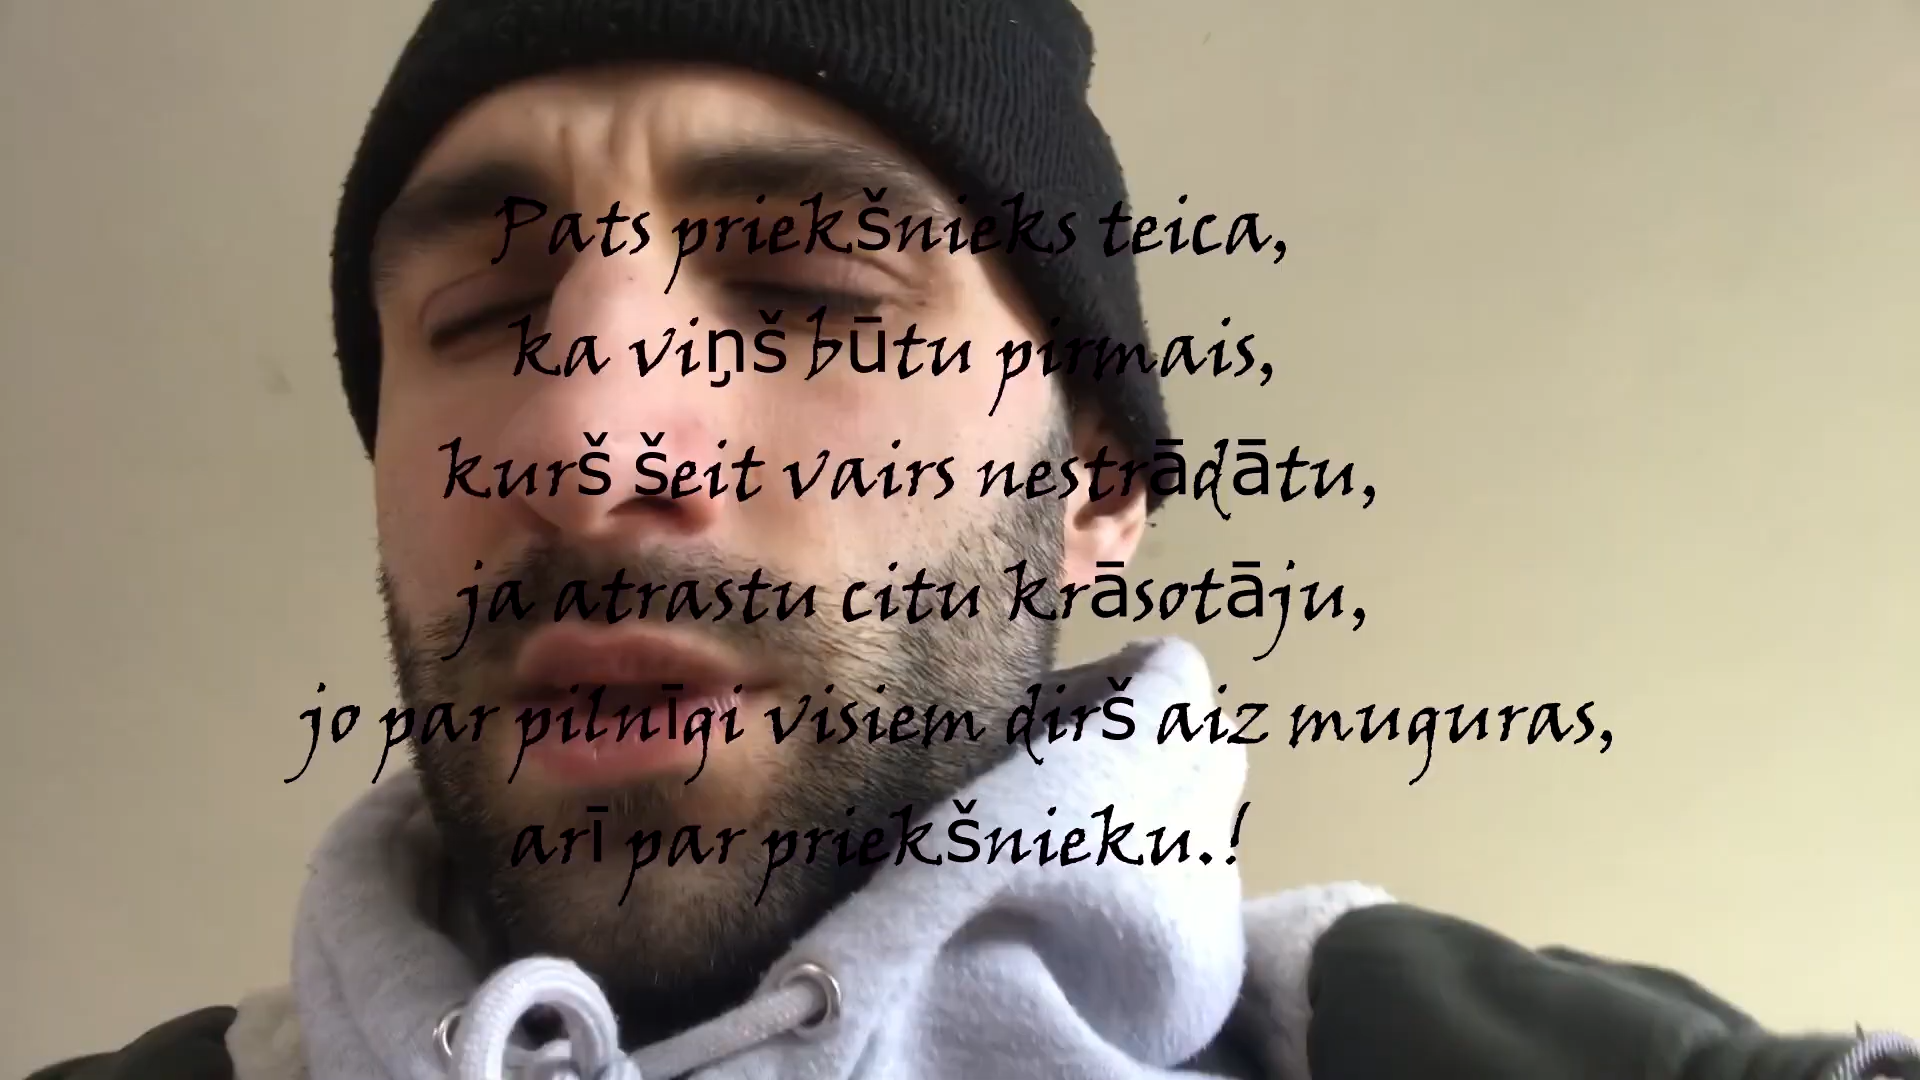 Pats priekšnieks teica,
ka viņš būtu pirmais,
kurš šeit vairs nestrādātu,
ja atrastu citu krāsotāju,
jo par pilnīgi visiem dirš aiz muguras,
arī par priekšnieku.!